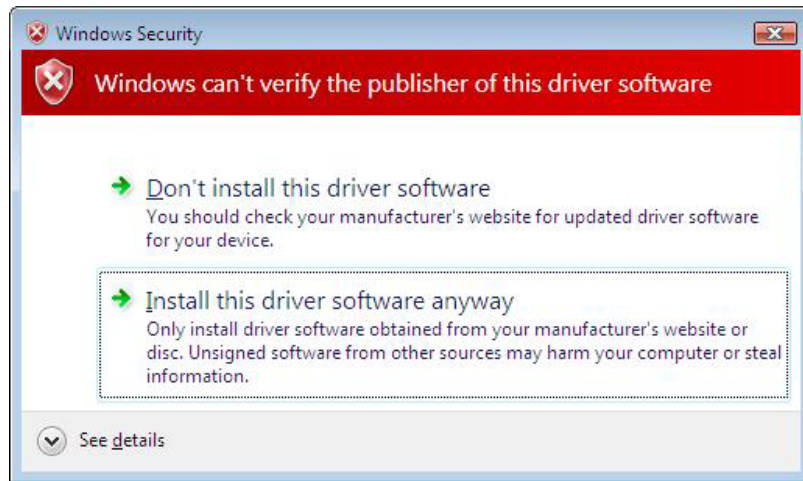 Windows Security
Windows can't verify the publisher of this driver software
Don't install this driver software
You should check your manufacturer's website for updated driver software
for your device.
Install this driver software anyway
Only install driver software obtained from your manufacturer's website or
disc. Unsigned software from other sources may harm your computer or steal
information.
See details